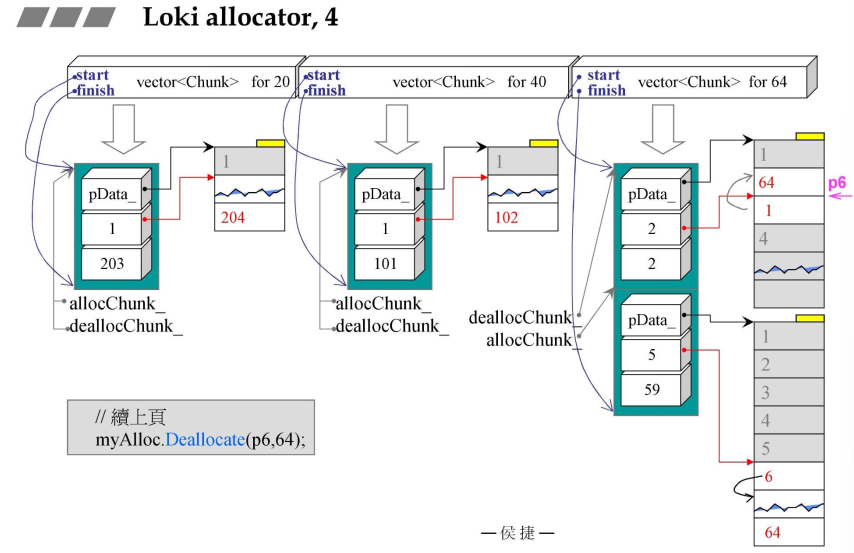 Loki allocator, 4
start
finish
vector<Chunk> for 20
start
finish
vector<Chunk> for 40
start
finish
vector<Chunk> for 64
pData_
1
203
1
204
allocChunk_
deallocChunk_
pData_
1
101
1
102
allocChunk_
deallocChunk_
pData_
2
2
1
64
1
4
p6
deallocChunk_
allocChunk_
pData_
5
59
1
2
3
4
5
6
64
// 續上頁
myAlloc.Deallocate(p6,64);
—侯捷—